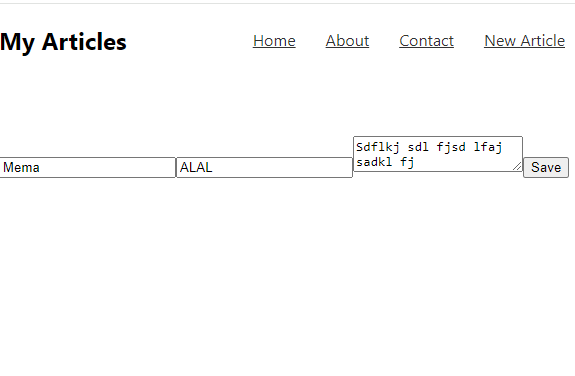 My Articles
Home About Contact New Article
Mema ALAL Sdflkj sdl fjsd lfaj
sadkl fj Save